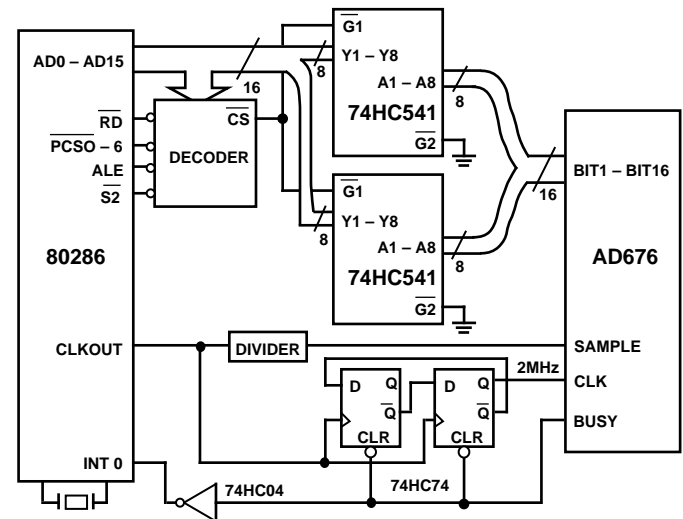 80286
AD0 – AD15
RD
PCSO – 6
ALE
S2
CLKOUT
INT 0
DECODER
CS
16
G1
Y1 – Y8
8
A1 – A8
8
74HC541
G2
G1
Y1 – Y8
8
A1 – A8
8
74HC541
G2
16
BIT1 – BIT16
AD676
SAMPLE
CLK
BUSY
DIVIDER
2MHz
D Q
Q
CLR
D Q
Q
CLR
74HC04
74HC74